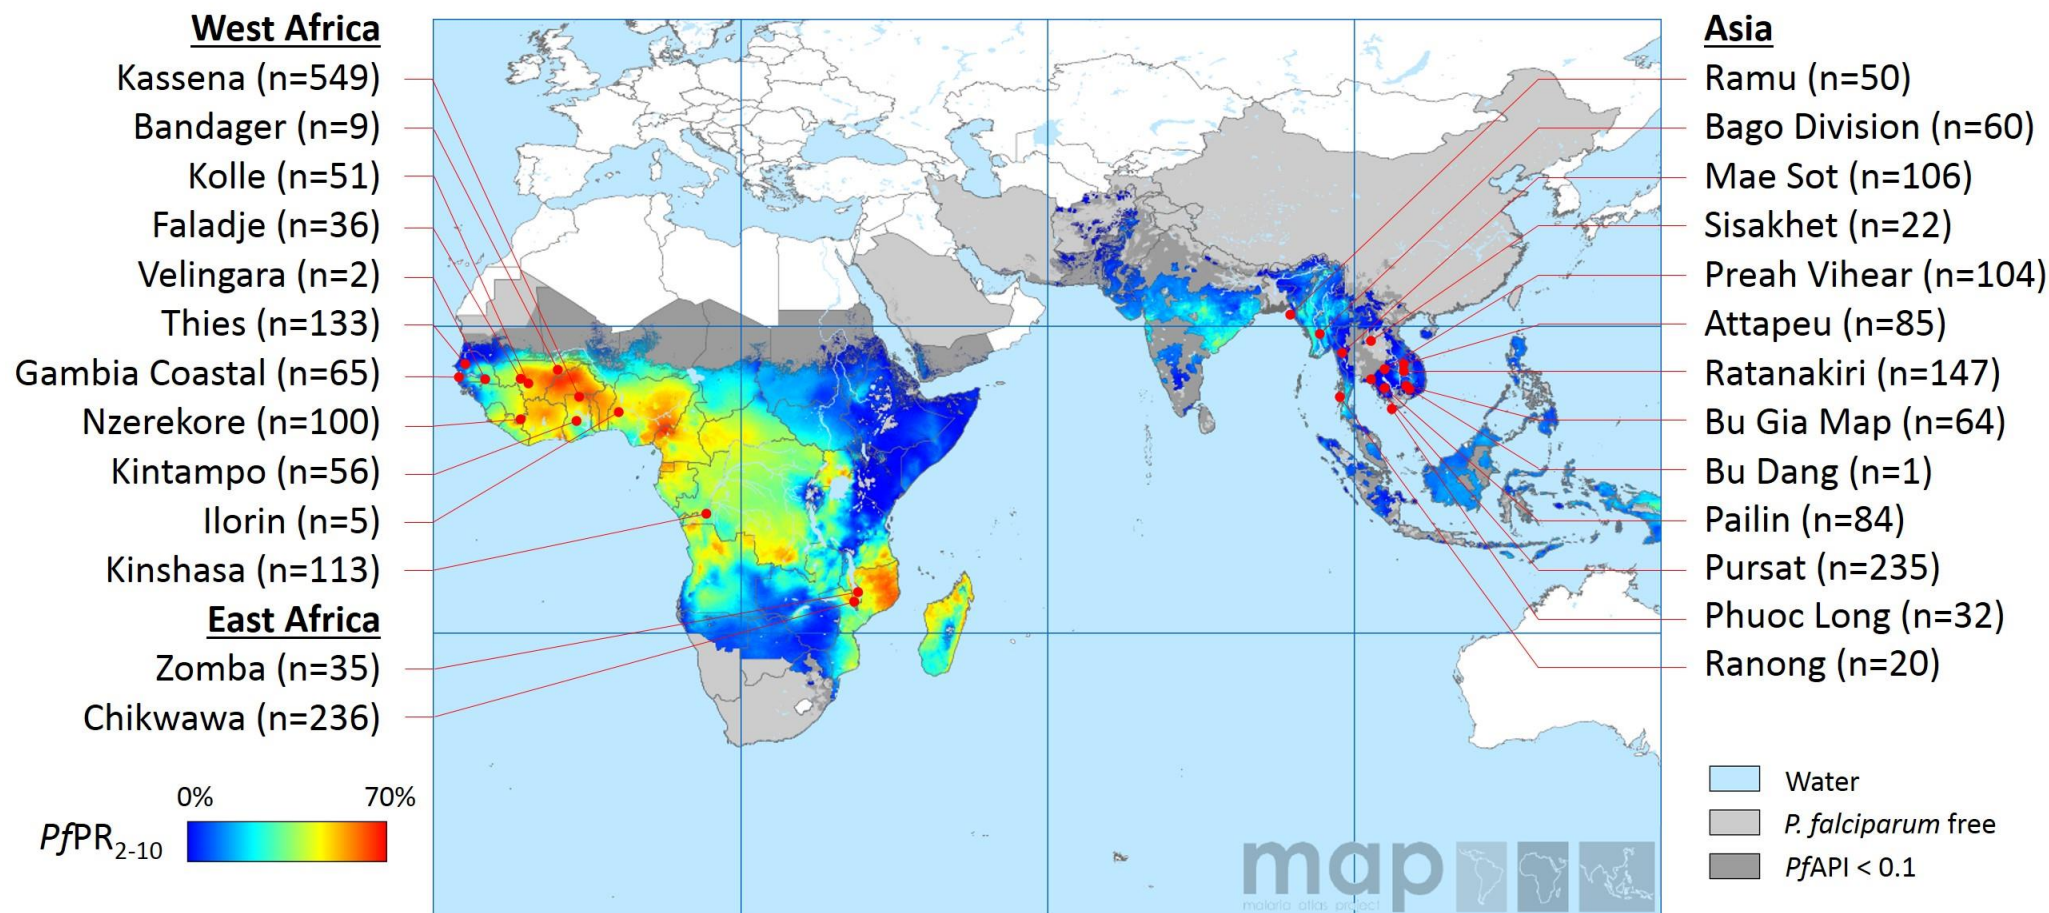 West Africa
Kassena (n=549)
Bandager (n=9)
Kolle (n=51)
Faladje (n=36)
Velingara (n=2)
Thies (n=133)
Gambia Coastal (n=65)
Nzerekore (n=100)
Kintampo (n=56)
Ilorin (n=5)
Kinshasa (n=113)
East Africa
Zomba (n=35)
Chikwawa (n=236)
0% 70%
PfPR2-10
Asia
Ramu (n=50)
Bago Division (n=60)
Mae Sot (n=106)
Sisakhet (n=22)
Preah Vihear (n=104)
Attapeu (n=85)
Ratanakiri (n=147)
Bu Gia Map (n=64)
Bu Dang (n=1)
Pailin (n=84)
Pursat (n=235)
Phuoc Long (n=32)
Ranong (n=20)
Water
P. falciparum free
PfAPI < 0.1
map
malaria atlas project